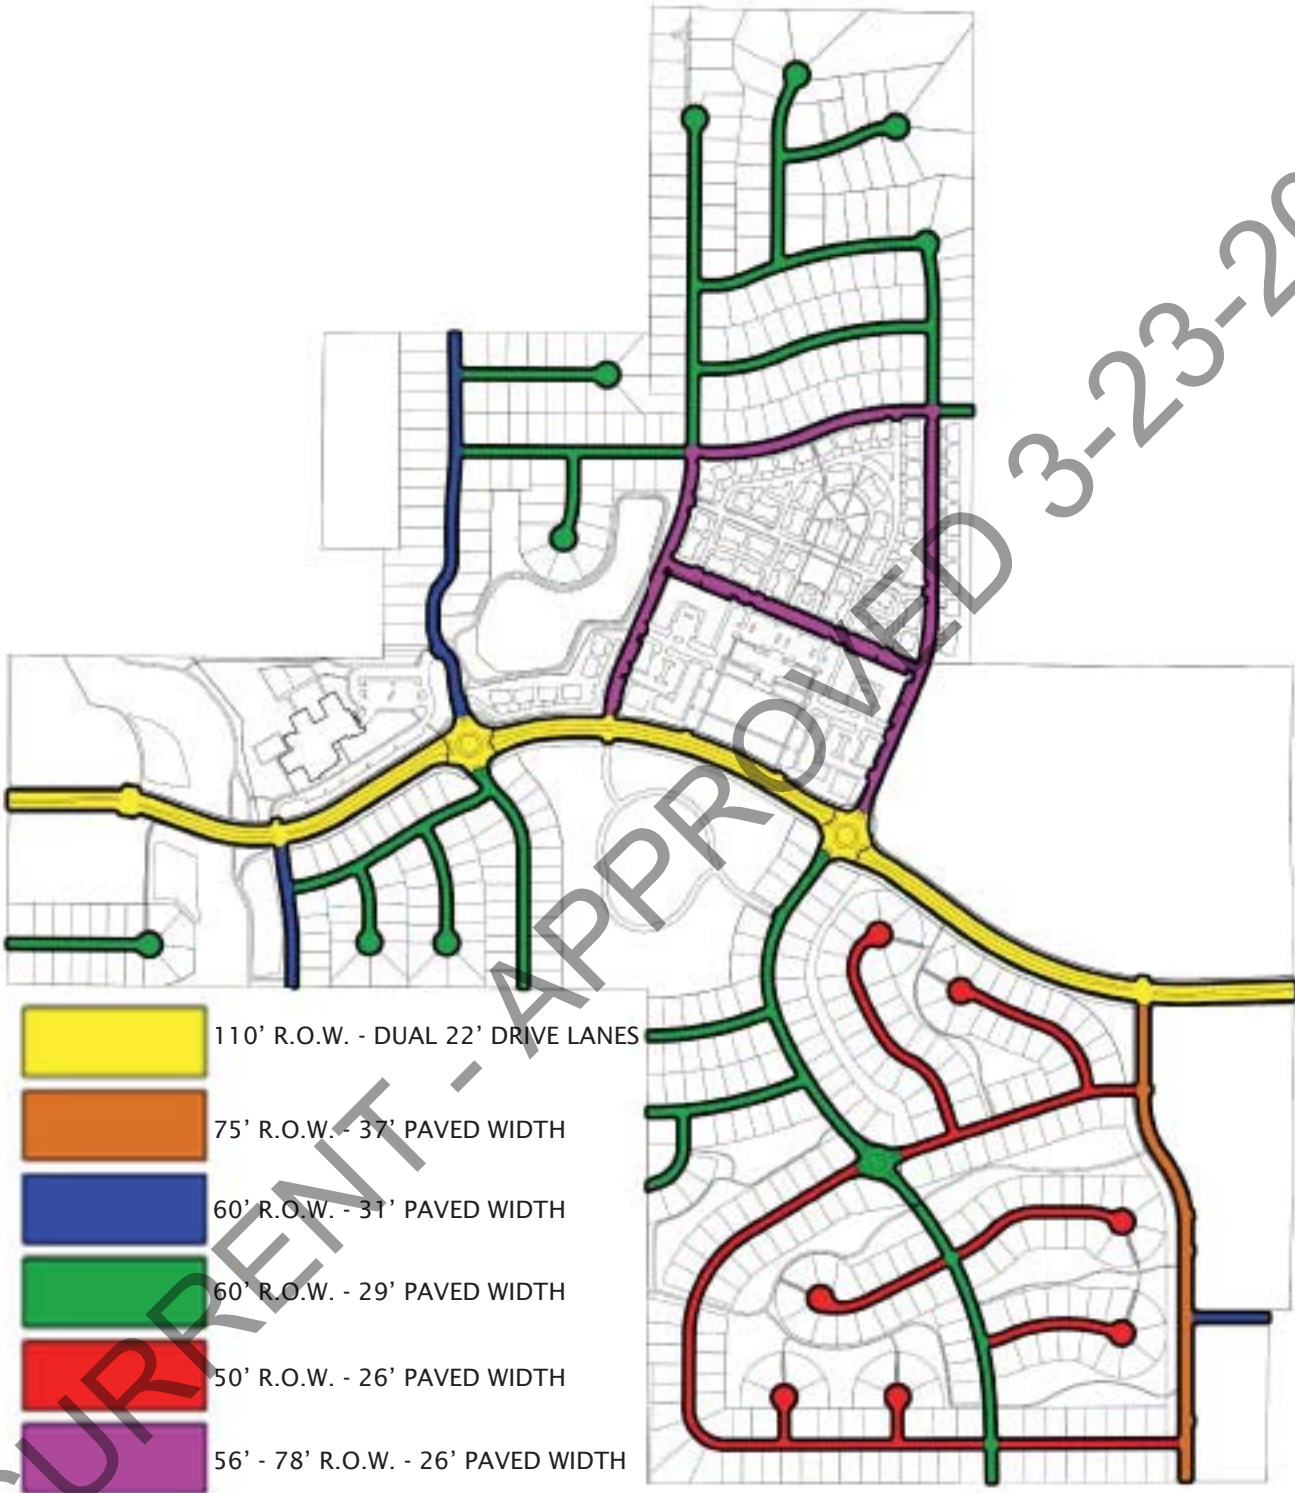 110' R.O.W. - DUAL 22' DRIVE LANES
75' R.O.W. - 37' PAVED WIDTH
60' R.O.W. - 31' PAVED WIDTH
60' R.O.W. - 29' PAVED WIDTH
50' R.O.W. - 26' PAVED WIDTH
56' - 78' R.O.W. - 26' PAVED WIDTH
CURRENT - APPROVED 3-23-20